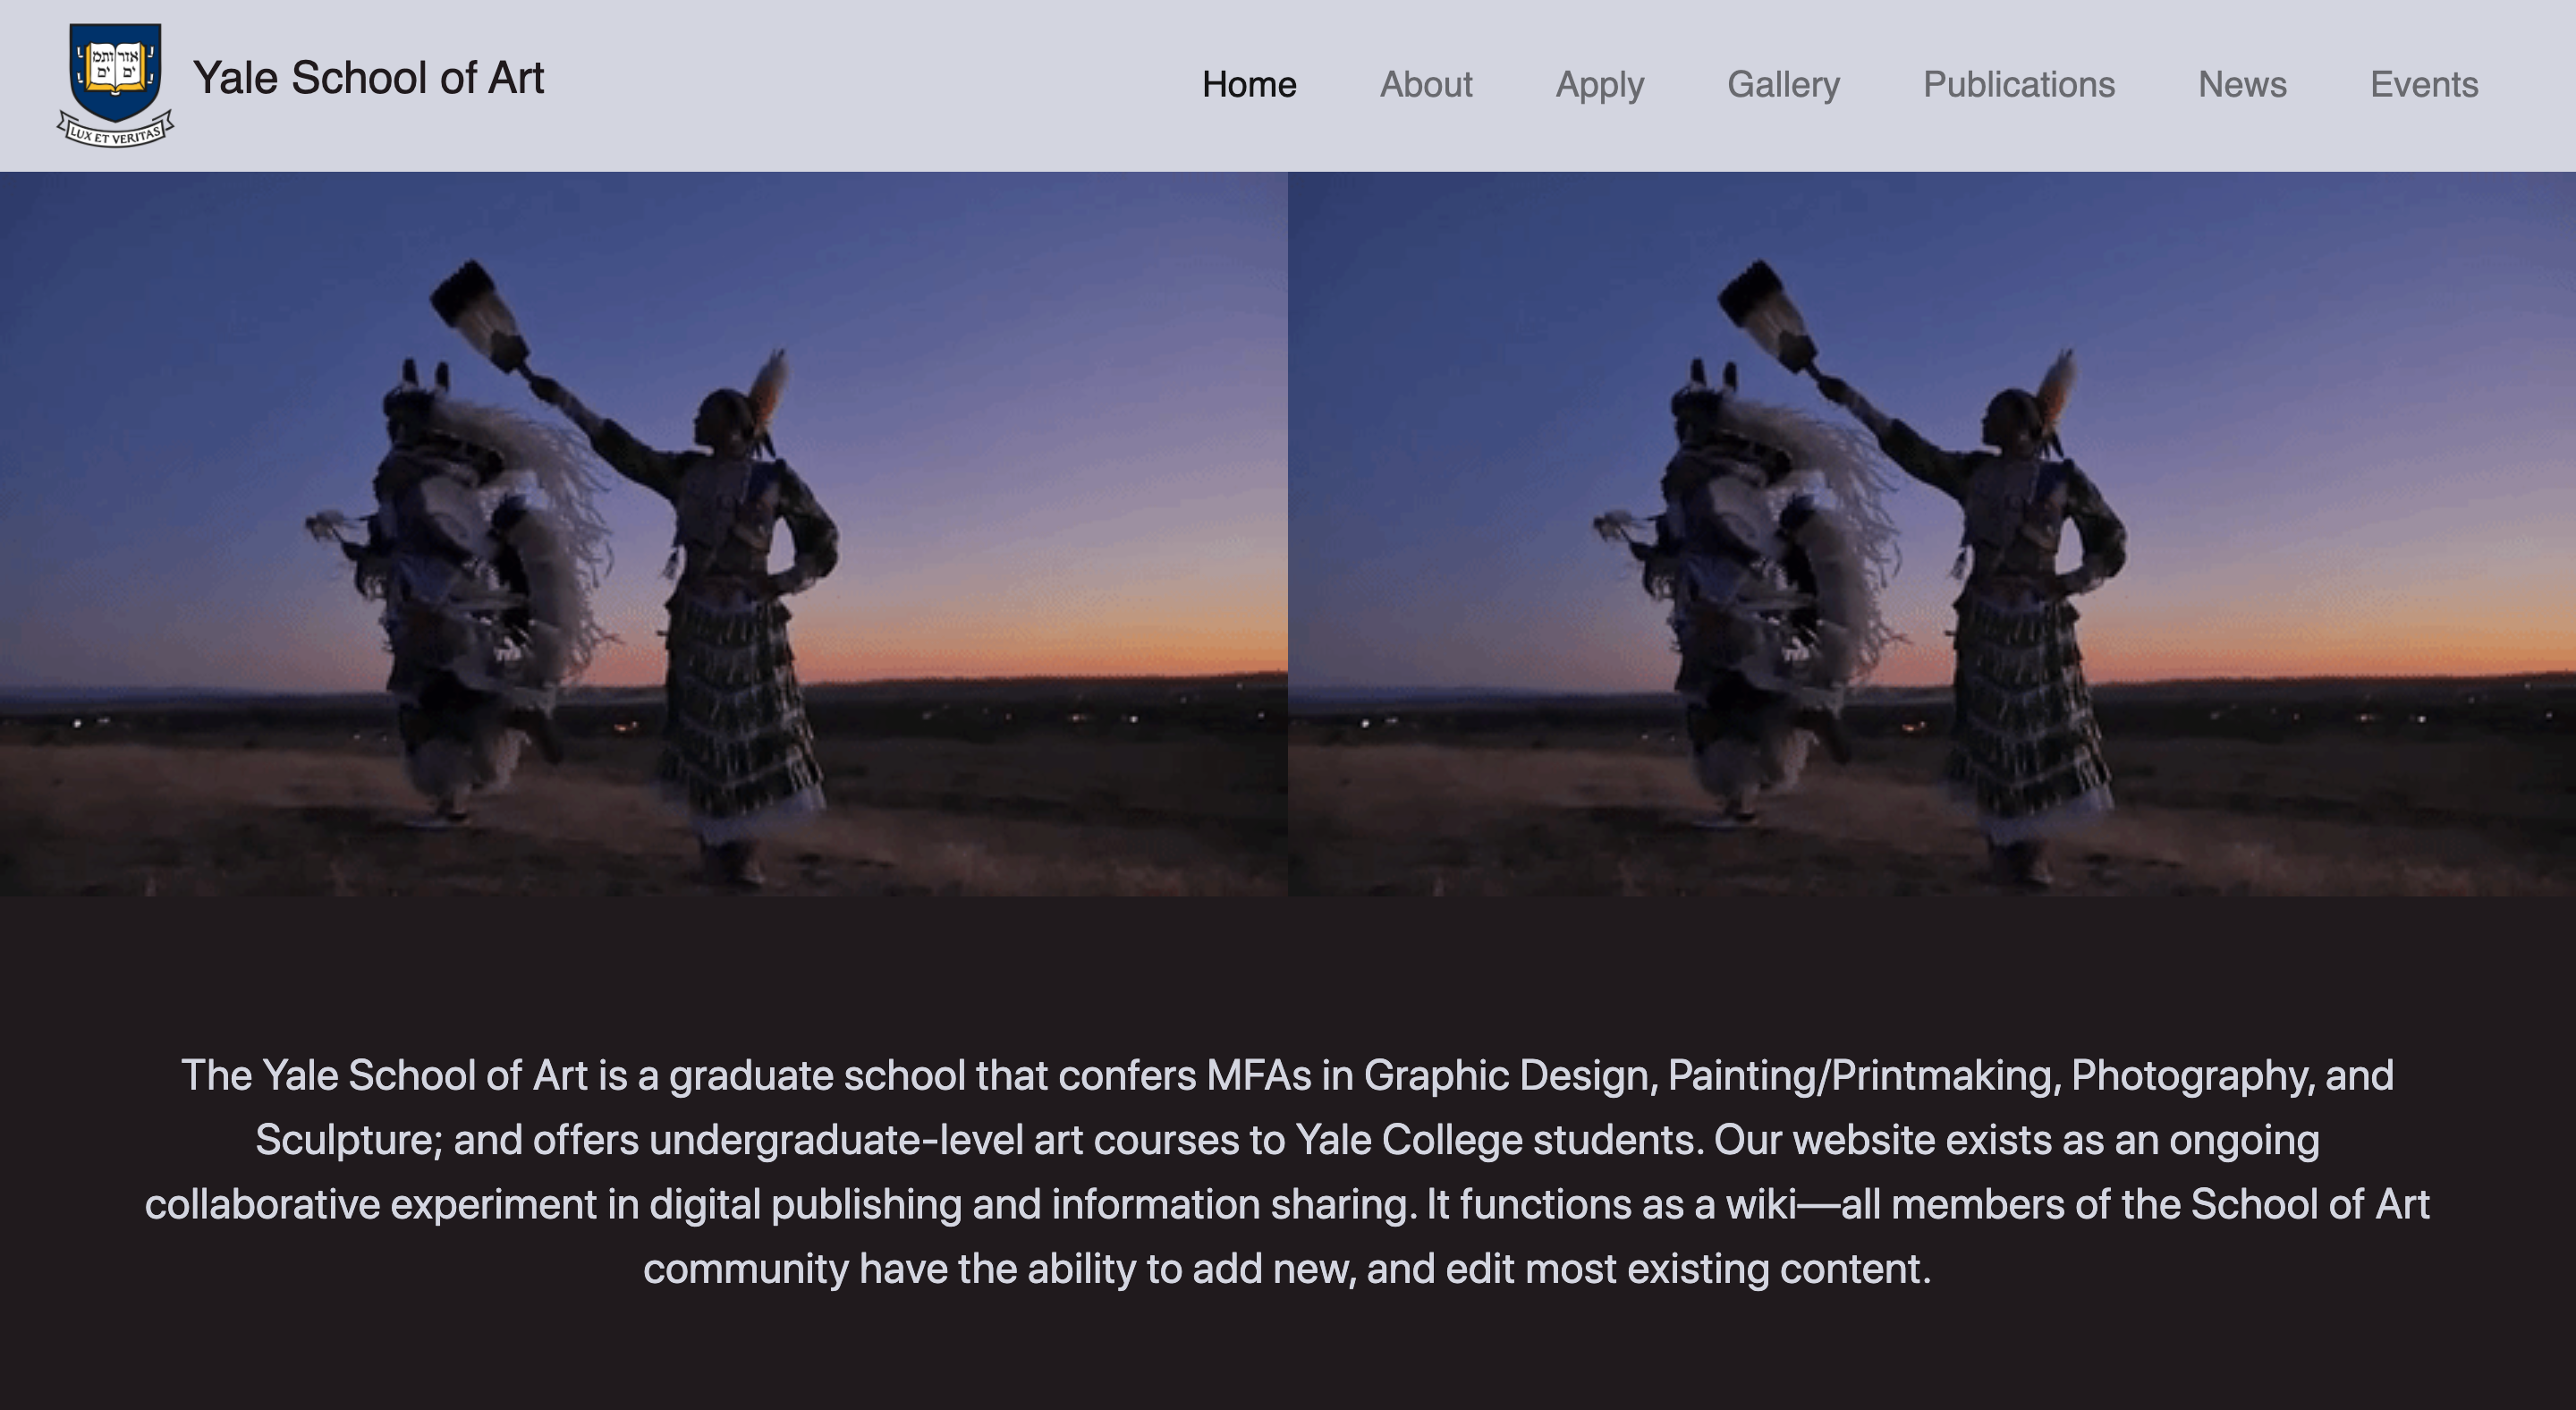 אור ותמ
ים ים
LUX ET VERITAS
Yale School of Art
Home
About
Apply
Gallery
Publications
News
Events
The Yale School of Art is a graduate school that confers MFAs in Graphic Design, Painting/Printmaking, Photography, and
Sculpture; and offers undergraduate-level art courses to Yale College students. Our website exists as an ongoing
collaborative experiment in digital publishing and information sharing. It functions as a wiki—all members of the School of Art
community have the ability to add new, and edit most existing content.